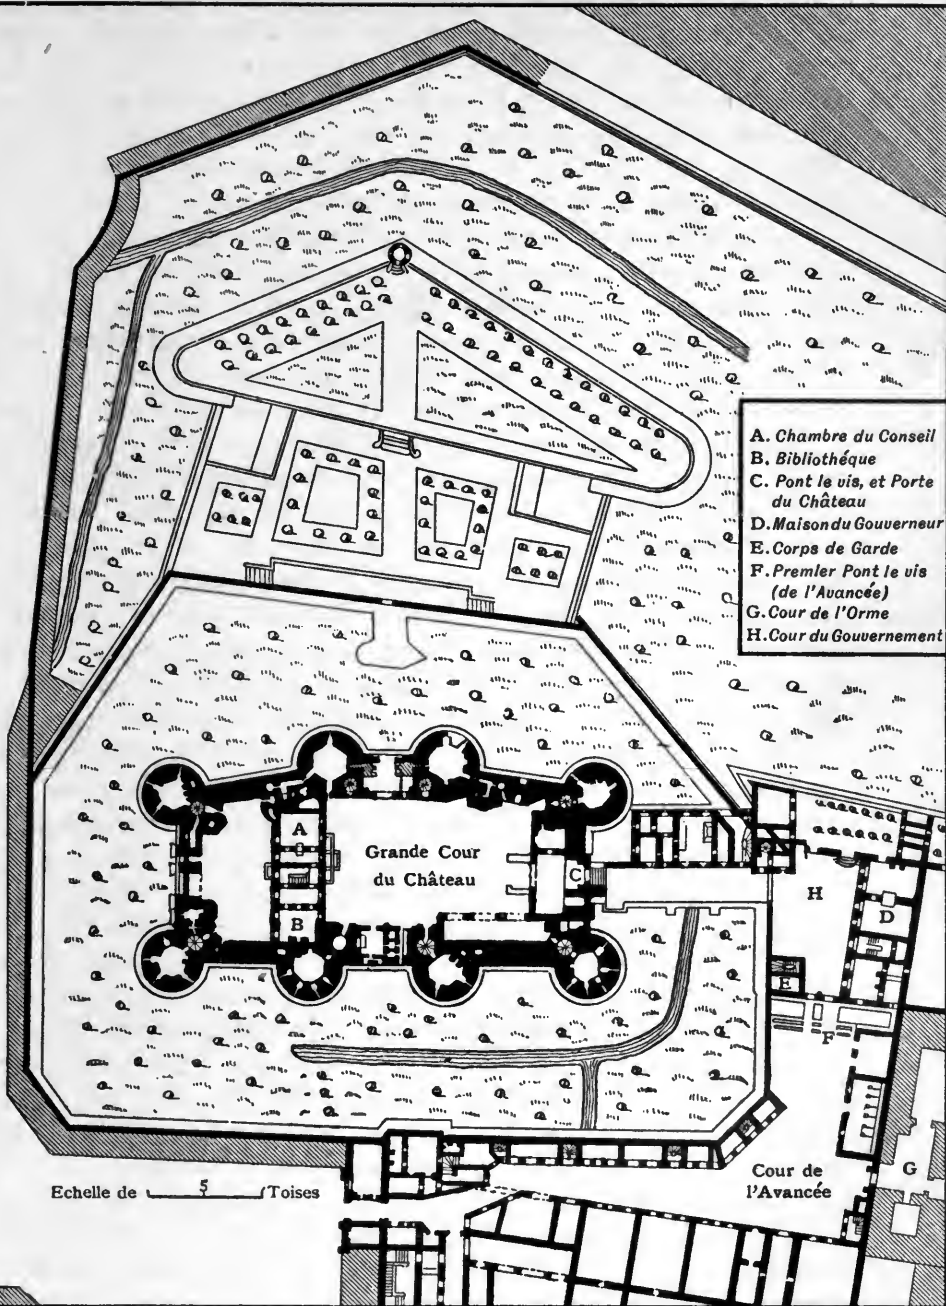 A. Chambre du Conseil
B. Bibliothéque
C. Pont le vis, et Porte
du Château
D. Maison du Gouverneur
E. Corps de Garde
F. Premier Pont le vis
(de l'Avancée)
G. Cour de l'Orme
H. Cour du Gouvernement
A
Grande Cour
du Château
C
B
H
D
E
F
Cour de
l'Avancée
G
Echelle de 5 Toises